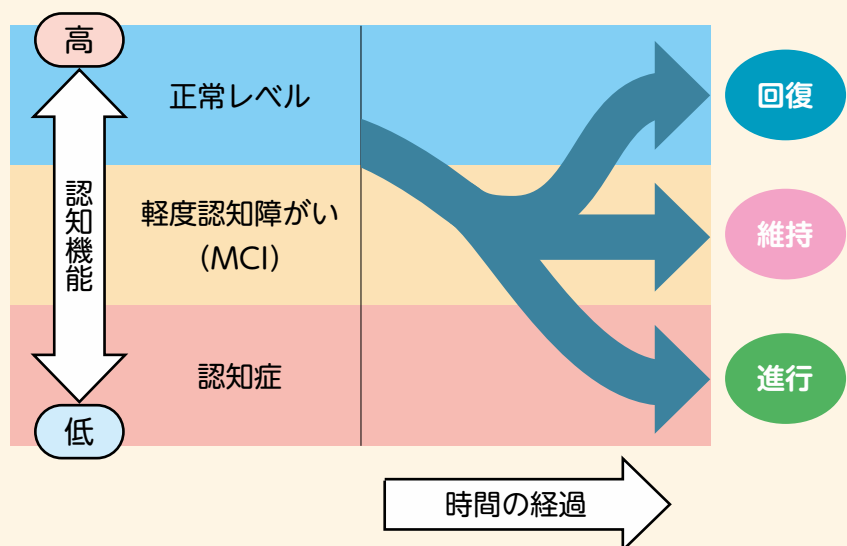 高
正常レベル
回復
認知機能
軽度認知障がい
(MCI)
維持
認知症
進行
低
時間の経過